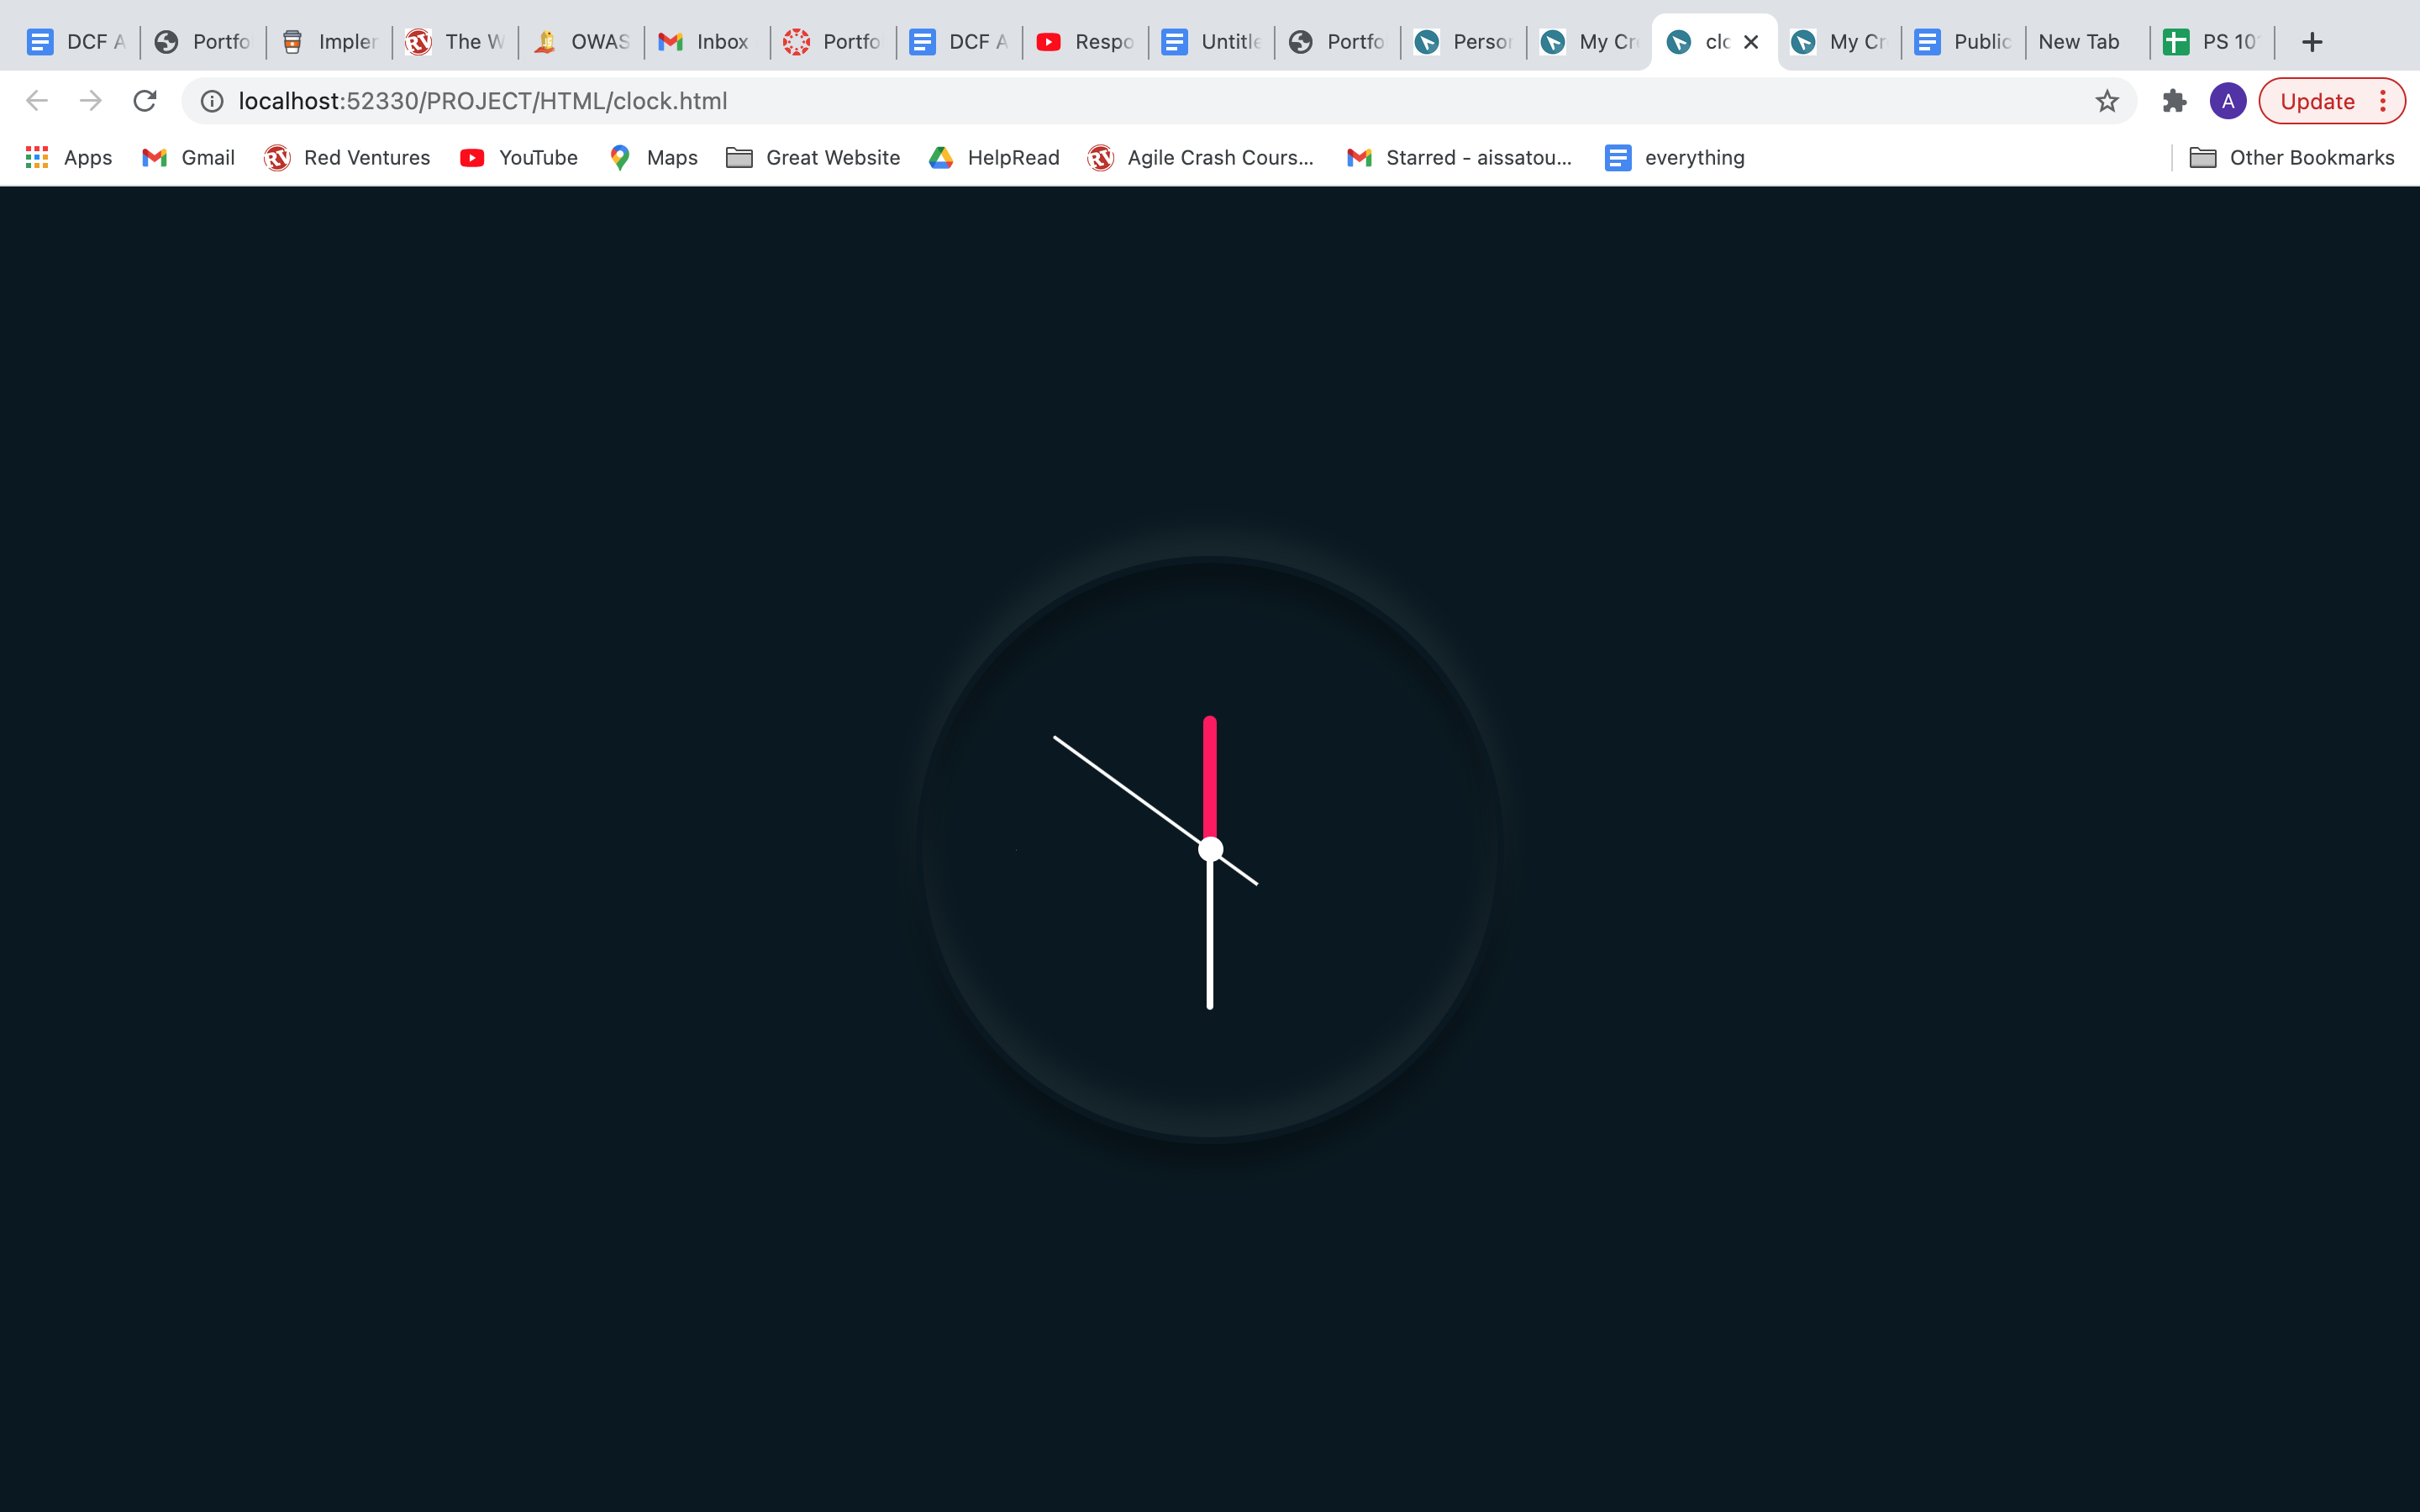 DCF A Portfo Impler The W OWAS Inbox Portfo DCF A Respo Untitle Portfo Person My Cr clo My Cr Public New Tab PS 10
localhost:52330/PROJECT/HTML/clock.html A Update
Apps Gmail Red Ventures YouTube Maps Great Website HelpRead Agile Crash Cours... Starred - aissatou... everything Other Bookmarks